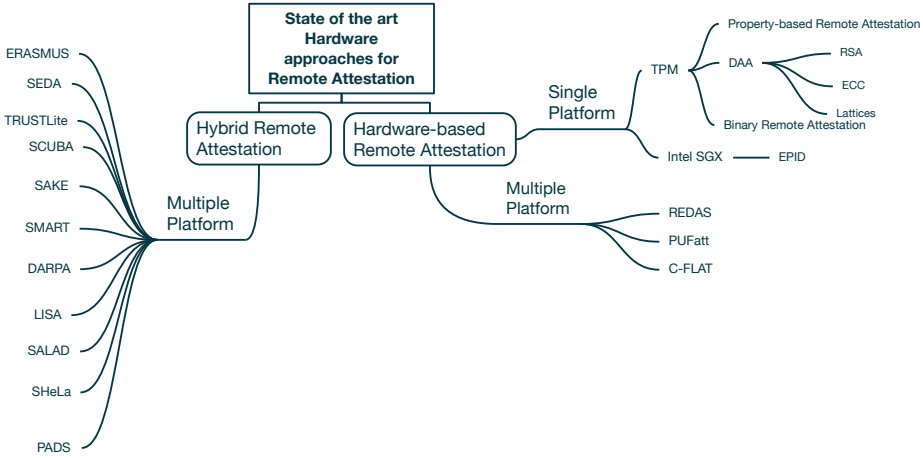 State of the art
Hardware
approaches for
Remote Attestation
Hybrid Remote
Attestation
Hardware-based
Remote Attestation
Multiple
Platform
ERASMUS
SEDA
TRUSTLite
SCUBA
SAKE
SMART
DARPA
LISA
SALAD
SHeLa
PADS
Single
Platform
TPM
Property-based Remote Attestation
DAA
RSA
ECC
Lattices
Binary Remote Attestation
Intel SGX
EPID
Multiple
Platform
REDAS
PUFatt
C-FLAT